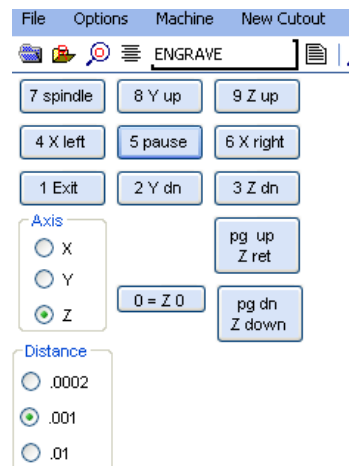 File Options Machine New Cutout
ENGRAVE
7 spindle 8 Y up 9 Z up
4 X left 5 pause 6 X right
1 Exit 2 Y dn 3 Z dn
Axis
X
Y
Z
pg up
Z ret
0 = Z 0
pg dn
Z down
Distance
.0002
.001
.01